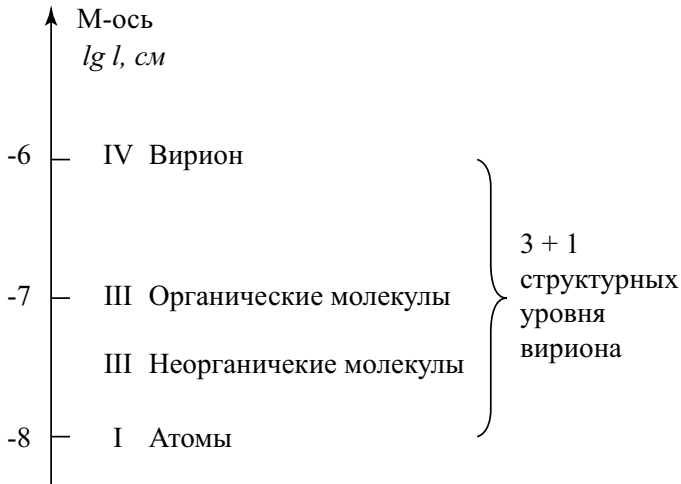 М-ось
lg l, см
-6 IV Вирион
3 + 1
структурных
уровня
вириона
-7 III Органические молекулы
III Неорганичекие молекулы
-8 I Атомы